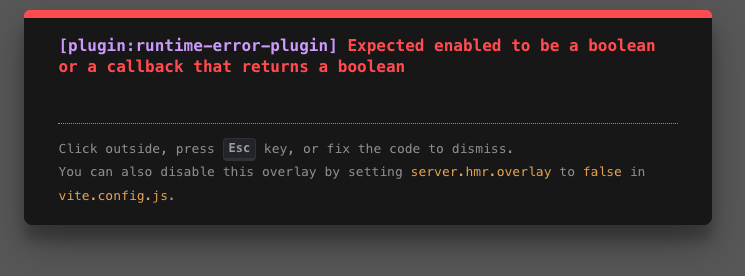 [plugin:runtime-error-plugin] Expected enabled to be a boolean
or a callback that returns a boolean
Click outside, press Esc key, or fix the code to dismiss.
You can also disable this overlay by setting server.hmr.overlay to false in
vite.config.js.